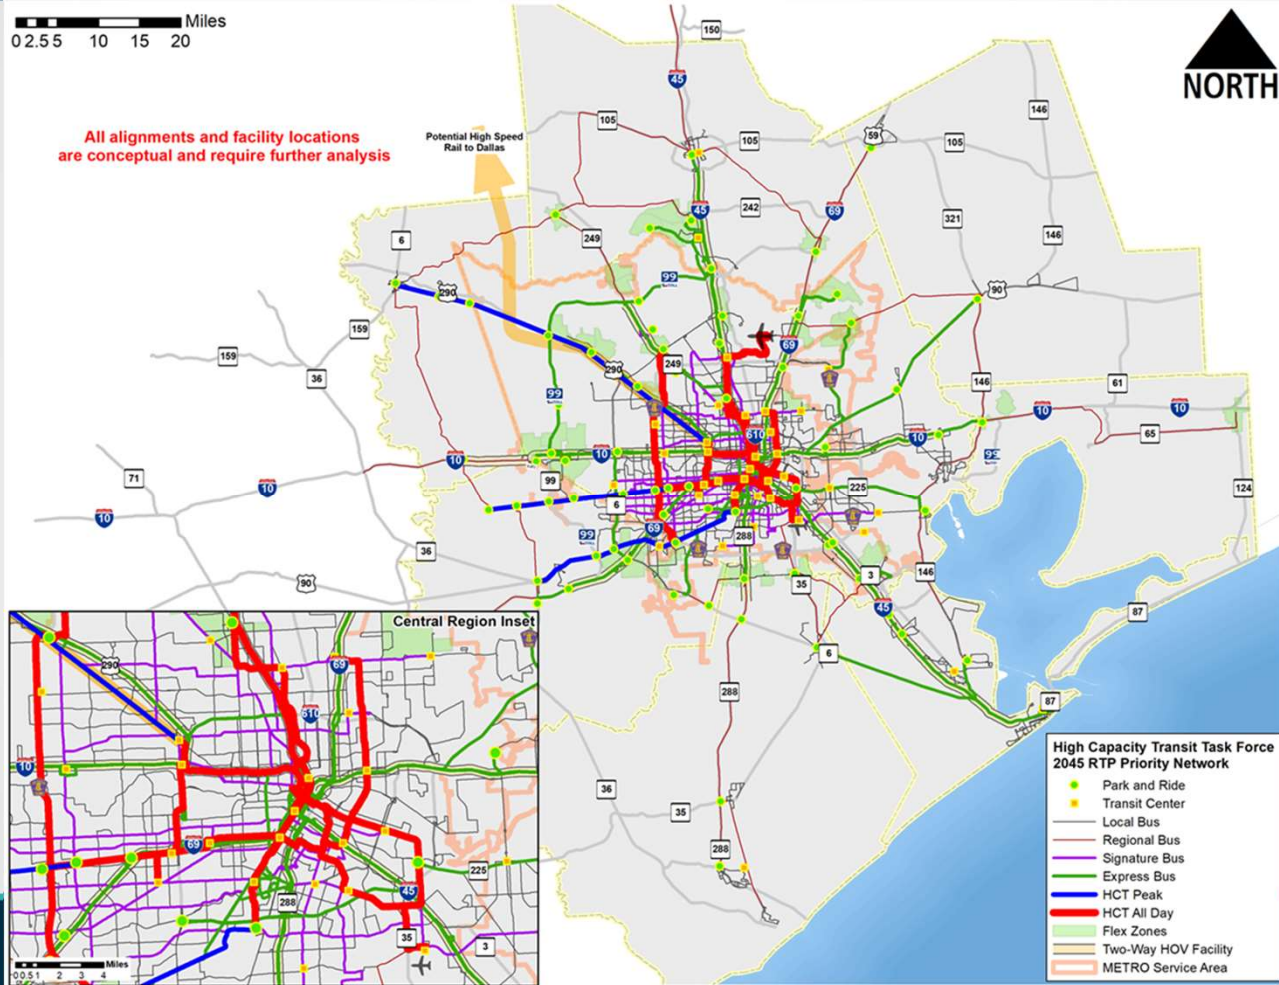 Miles
0 2.5 5 10 15 20
NORTH
All alignments and facility locations
are conceptual and require further analysis
Potential High Speed
Rail to Dallas
150
45
105
105
59
105
146
45
242
69
321
146
6
249
99
290
90
159
159
36
249
69
290
99
146
61
10
10
610
65
10
10
10
99
71
99
10
10
6
225
124
69
99
288
36
90
35
3
146
45
87
6
288
87
36
35
288
Central Region Inset
290
69
610
10
69
225
45
288
35
3
Miles
0 0.5 1 2 3 4
High Capacity Transit Task Force
2045 RTP Priority Network
Park and Ride
Transit Center
Local Bus
Regional Bus
Signature Bus
Express Bus
HCT Peak
HCT All Day
Flex Zones
Two-Way HOV Facility
METRO Service Area